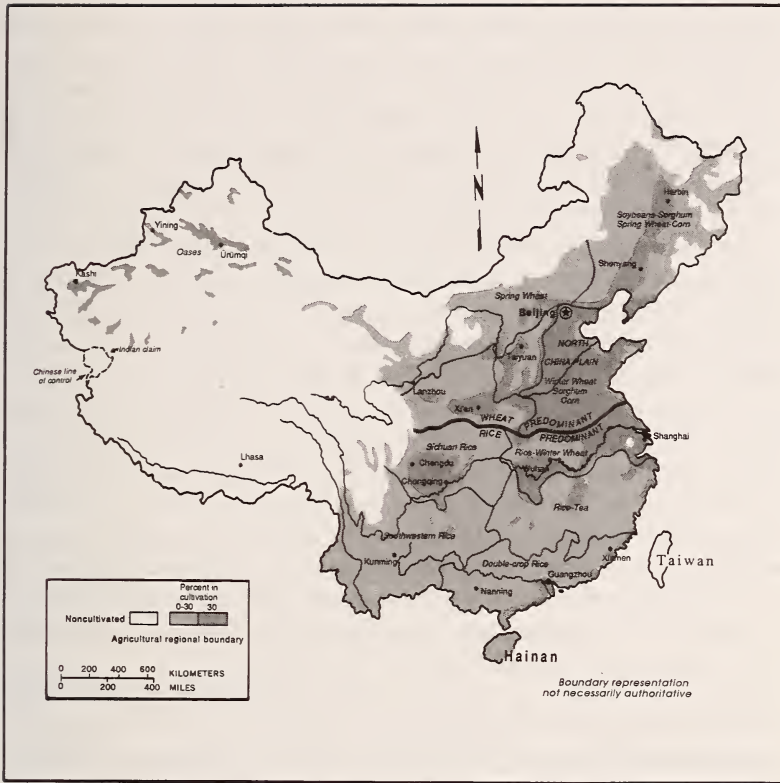 N
Harbin
Soybeans-Sorghum
Spring Wheat-Corn
Yining
Oases
Ürümqi
Shenyang
Kashi
Spring Wheat
Beijing
Indian claim
NORTH
CHINA PLAIN
Taiyuan
Chinese line
of control
Winter Wheat
Sorghum
Corn
Lanzhou
Xi'an
WHEAT PREDOMINANT
RICE PREDOMINANT
Shanghai
Sichuan Rice
Rice-Winter Wheat
Wuhan
Lhasa
Chengdu
Chongqing
Rice-Tea
Southwestern Rice
Xiamen
Taiwan
Kunming
Double-crop Rice
Guangzhou
Nanning
Hainan
Percent in
cultivation
0-30 30
Noncultivated
Agricultural regional boundary
0 200 400 600 KILOMETERS
0 200 400 MILES
Boundary representation
not necessarily authoritative